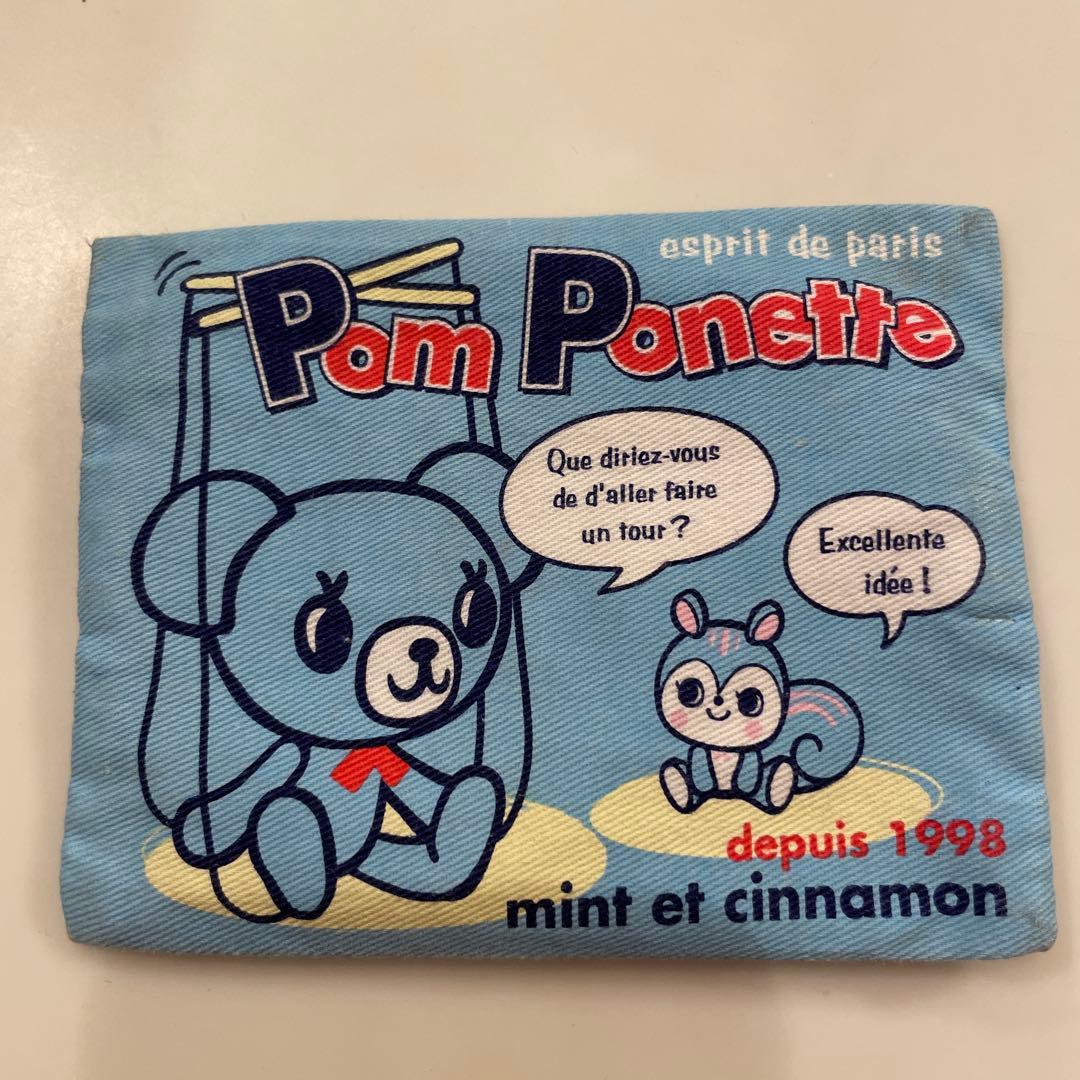 esprit de paris
Pom Ponette
Que diriez-vous
de d'aller faire
un tour ?
Excellente
idée !
depuis 1998
mint et cinnamon